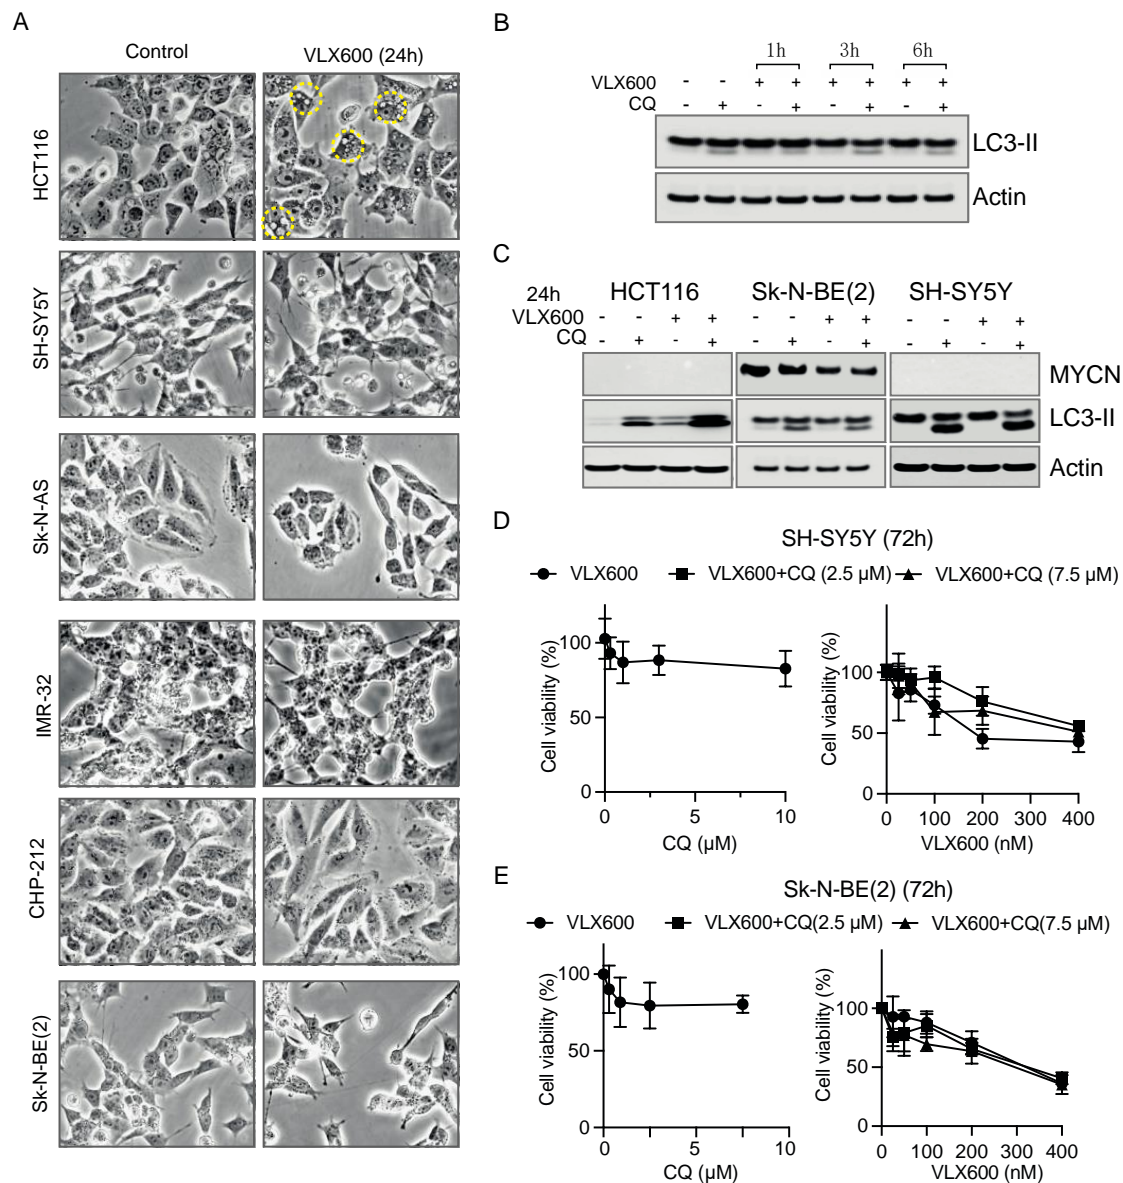 A
Control
VLX600 (24h)
HCT116
SH-SY5Y
Sk-N-AS
IMR-32
CHP-212
Sk-N-BE(2)
B
1h 3h 6h
VLX600 - - + + + + + +
CQ - + - + - + - +
LC3-II
Actin
C
24h HCT116 Sk-N-BE(2) SH-SY5Y
VLX600 - - + + - - + + - - + +
CQ - + - + - + - + - + - +
MYCN
LC3-II
Actin
D
SH-SY5Y (72h)
VLX600 VLX600+CQ (2.5 µM) VLX600+CQ (7.5 µM)
Cell viability (%)
100
50
0
0 5 10
CQ (µM)
Cell viability (%)
100
50
0
0 100 200 300 400
VLX600 (nM)
E
Sk-N-BE(2) (72h)
VLX600 VLX600+CQ(2.5 µM) VLX600+CQ(7.5 µM)
Cell viability (%)
100
50
0
0 5 10
CQ (µM)
Cell viability (%)
100
50
0
0 100 200 300 400
VLX600 (nM)